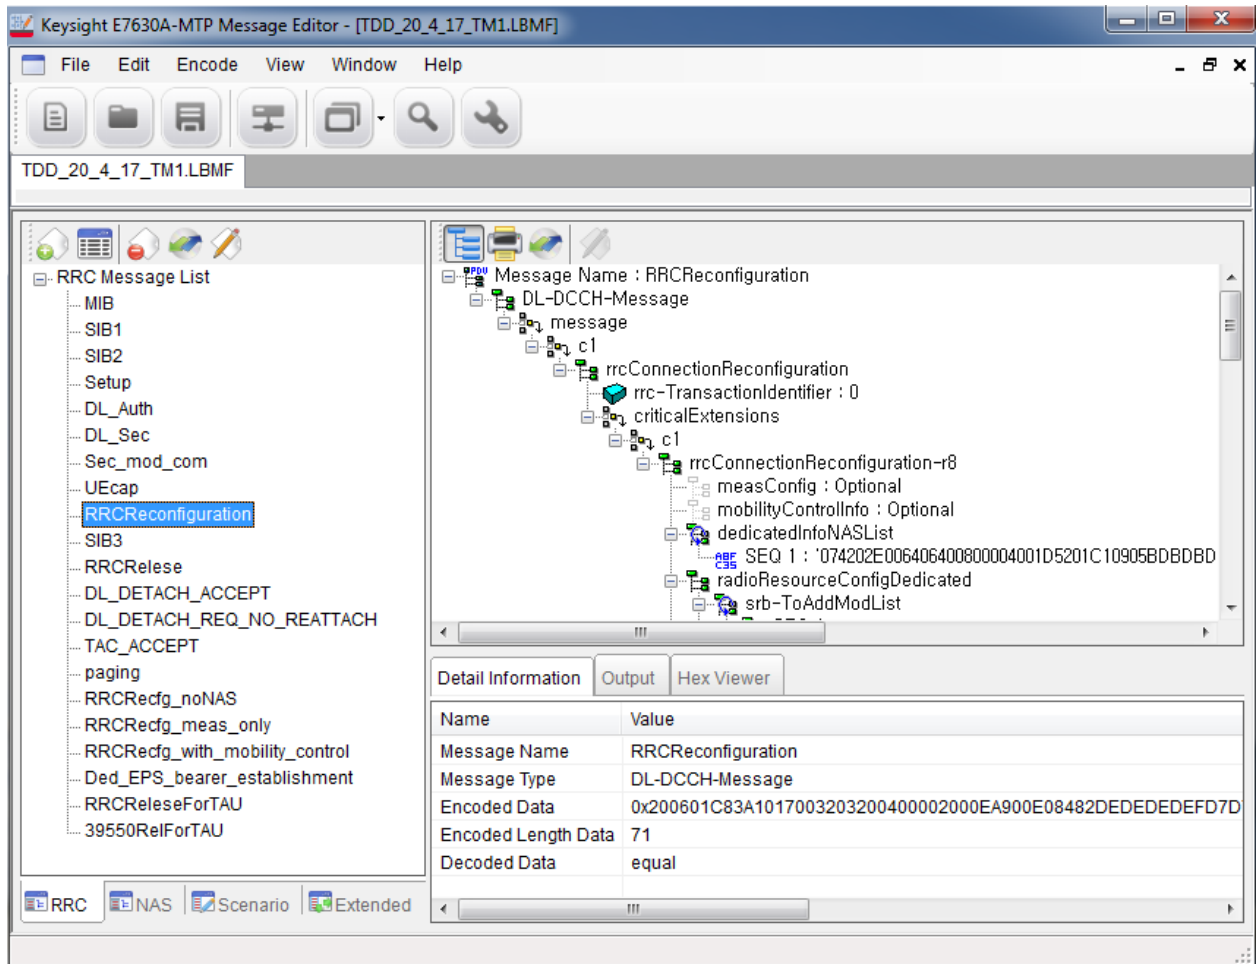 Keysight E7630A-MTP Message Editor - [TDD_20_4_17_TM1.LBMF]
File Edit Encode View Window Help
TDD_20_4_17_TM1.LBMF
RRC Message List
MIB
SIB1
SIB2
Setup
DL_Auth
DL_Sec
Sec_mod_com
UEcap
RRCReconfiguration
SIB3
RRCRelese
DL_DETACH_ACCEPT
DL_DETACH_REQ_NO_REATTACH
TAC_ACCEPT
paging
RRCRecfg_noNAS
RRCRecfg_meas_only
RRCRecfg_with_mobility_control
Ded_EPS_bearer_establishment
RRCReleseForTAU
39550RelForTAU
RRC NAS Scenario Extended
Message Name : RRCReconfiguration
DL-DCCH-Message
message
c1
rrcConnectionReconfiguration
rrc-TransactionIdentifier : 0
criticalExtensions
c1
rrcConnectionReconfiguration-r8
measConfig : Optional
mobilityControlInfo : Optional
dedicatedInfoNASList
SEQ 1 : '074202E006406400800004001D5201C10905BDBDBD
radioResourceConfigDedicated
srb-ToAddModList
Detail Information Output Hex Viewer
Name Value
Message Name RRCReconfiguration
Message Type DL-DCCH-Message
Encoded Data 0x200601C83A1017003203200400002000EA900E08482DEDEDEDEFD7D
Encoded Length Data 71
Decoded Data equal